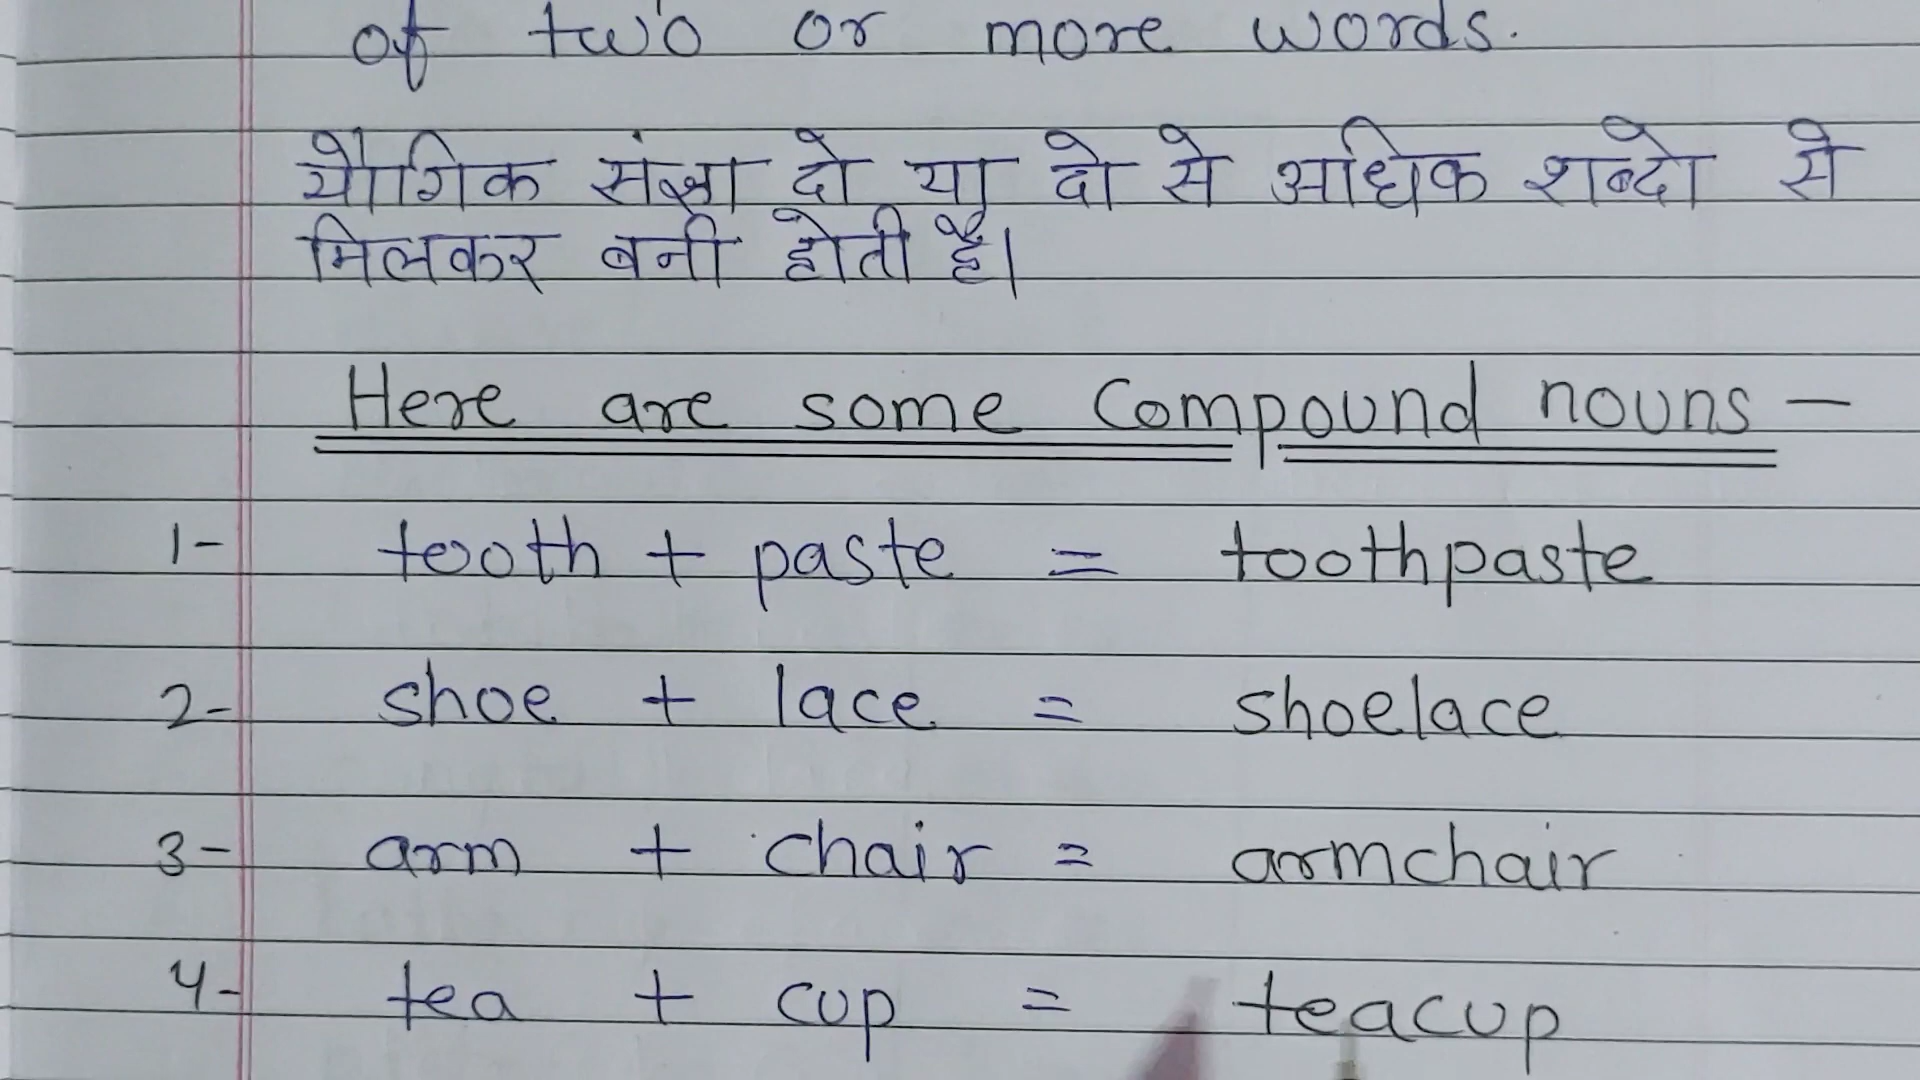 of two or more words.
यौगिक संज्ञा दो या दो से अधिक शब्दो से
मिलकर बनी होती है।
Here are some Compound nouns -
1- tooth + paste = toothpaste
2- shoe + lace = shoelace
3- arm + chair = armchair
4- tea + cup = teacup